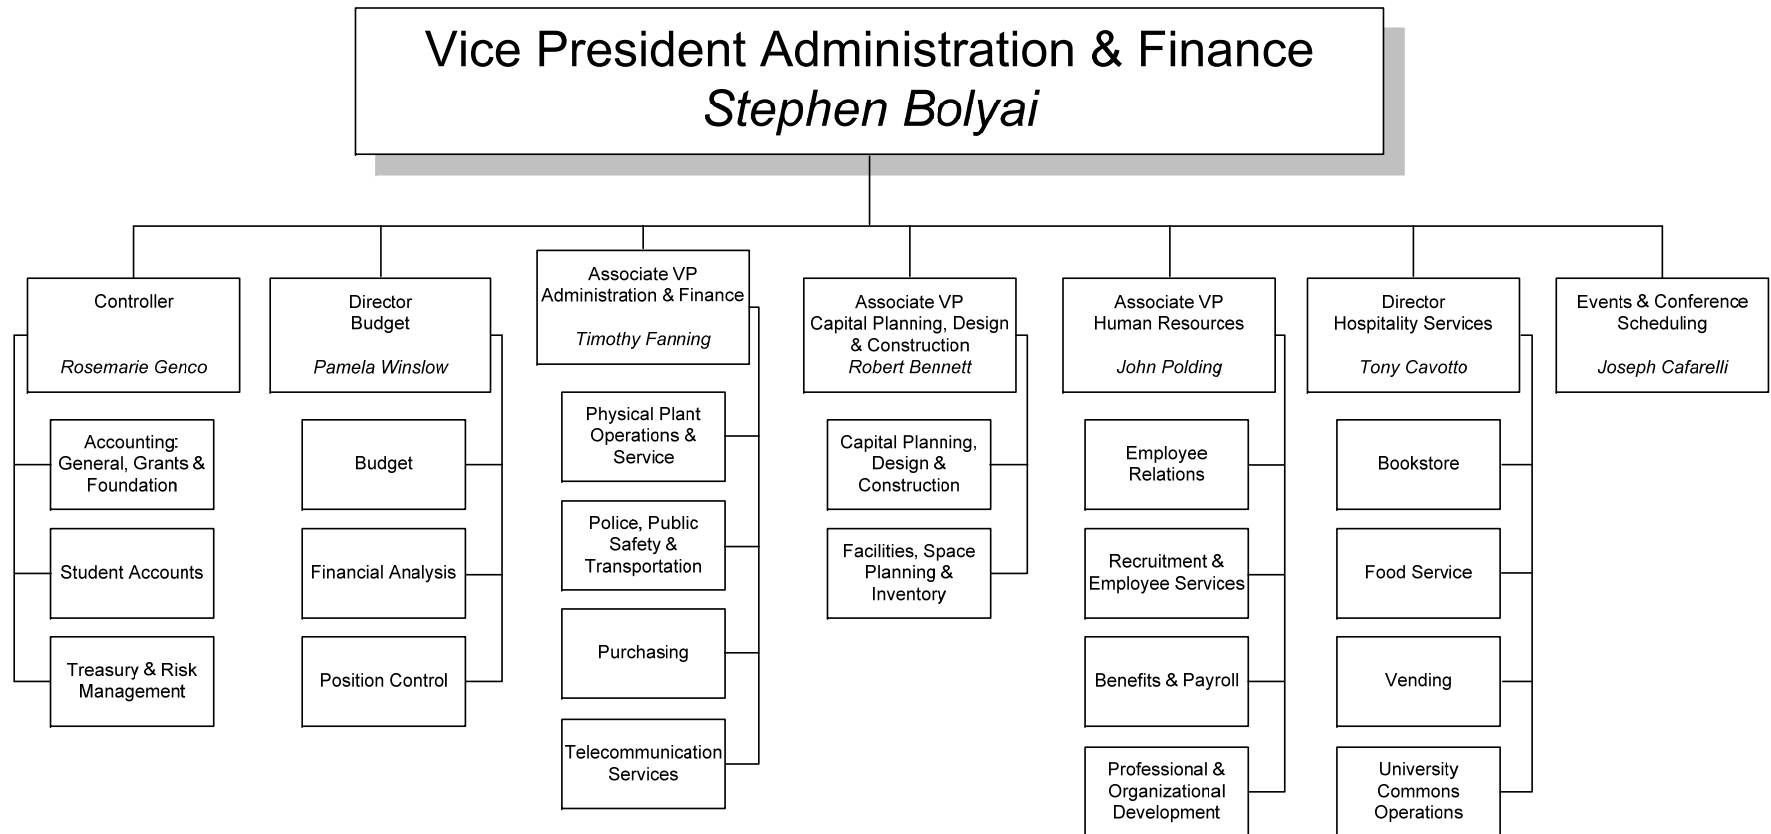 Vice President Administration & Finance
Stephen Bolyai
Controller
Rosemarie Genco
Accounting:
General, Grants &
Foundation
Student Accounts
Treasury & Risk
Management
Director
Budget
Pamela Winslow
Budget
Financial Analysis
Position Control
Associate VP
Administration & Finance
Timothy Fanning
Physical Plant
Operations &
Service
Police, Public
Safety &
Transportation
Purchasing
Telecommunication
Services
Associate VP
Capital Planning, Design
& Construction
Robert Bennett
Capital Planning,
Design &
Construction
Facilities, Space
Planning &
Inventory
Associate VP
Human Resources
John Polding
Employee
Relations
Recruitment &
Employee Services
Benefits & Payroll
Professional &
Organizational
Development
Director
Hospitality Services
Tony Cavotto
Bookstore
Food Service
Vending
University
Commons
Operations
Events & Conference
Scheduling
Joseph Cafarelli